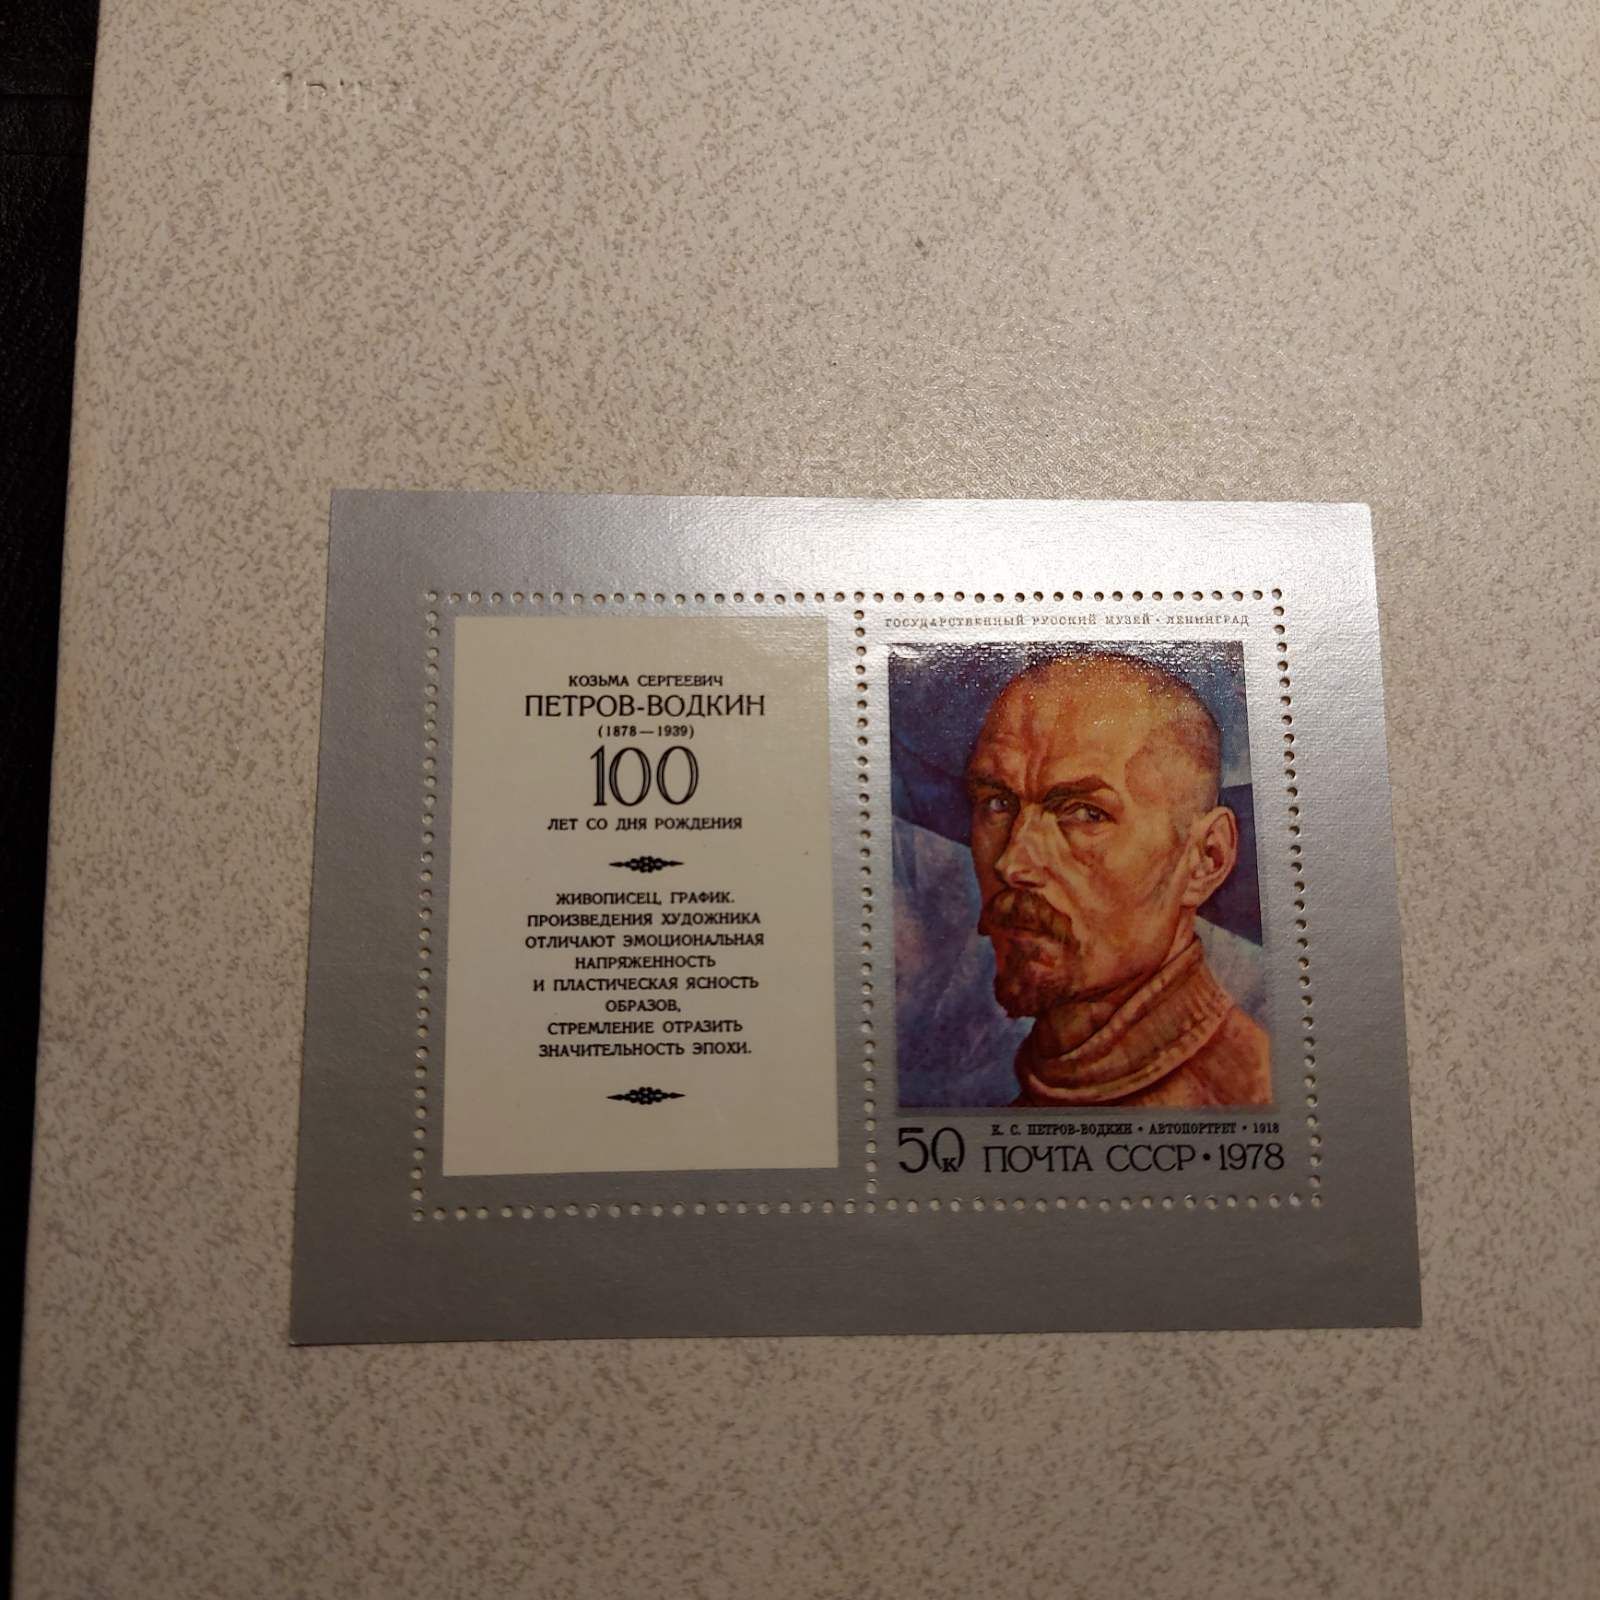 КОЗЬМА СЕРГЕЕВИЧ
ПЕТРОВ-ВОДКИН
(1878 — 1939)
100
ЛЕТ СО ДНЯ РОЖДЕНИЯ
ЖИВОПИСЕЦ, ГРАФИК.
ПРОИЗВЕДЕНИЯ ХУДОЖНИКА
ОТЛИЧАЮТ ЭМОЦИОНАЛЬНАЯ
НАПРЯЖЕННОСТЬ
И ПЛАСТИЧЕСКАЯ ЯСНОСТЬ
ОБРАЗОВ,
СТРЕМЛЕНИЕ ОТРАЗИТЬ
ЗНАЧИТЕЛЬНОСТЬ ЭПОХИ.
ГОСУДАРСТВЕННЫЙ РУССКИЙ МУЗЕЙ • ЛЕНИНГРАД
К. С. ПЕТРОВ-ВОДКИН • АВТОПОРТРЕТ • 1918
50к ПОЧТА СССР • 1978